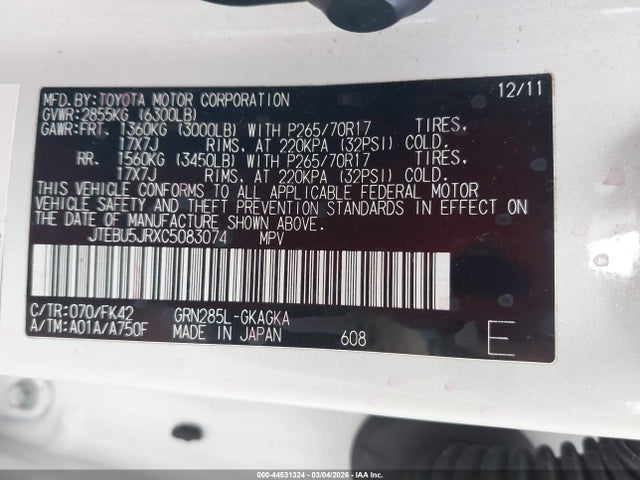 MFD.BY:TOYOTA MOTOR CORPORATION 12/11
GVWR:2855KG (6300LB)
GAWR:FRT. 1360KG (3000LB) WITH P265/70R17 TIRES,
17X7J RIMS, AT 220KPA (32PSI) COLD.
RR. 1560KG (3450LB) WITH P265/70R17 TIRES,
17X7J RIMS, AT 220KPA (32PSI) COLD.
THIS VEHICLE CONFORMS TO ALL APPLICABLE FEDERAL MOTOR
VEHICLE SAFETY AND THEFT PREVENTION STANDARDS IN EFFECT ON
THE DATE OF MANUFACTURE SHOWN ABOVE.
JTEBU5JRXC5083074 MPV
C/TR:070/FK42 GRN285L-GKAGKA
A/TM:A01A/A750F MADE IN JAPAN 608 E
000-44531324 - 03/04/2026 - IAA Inc.